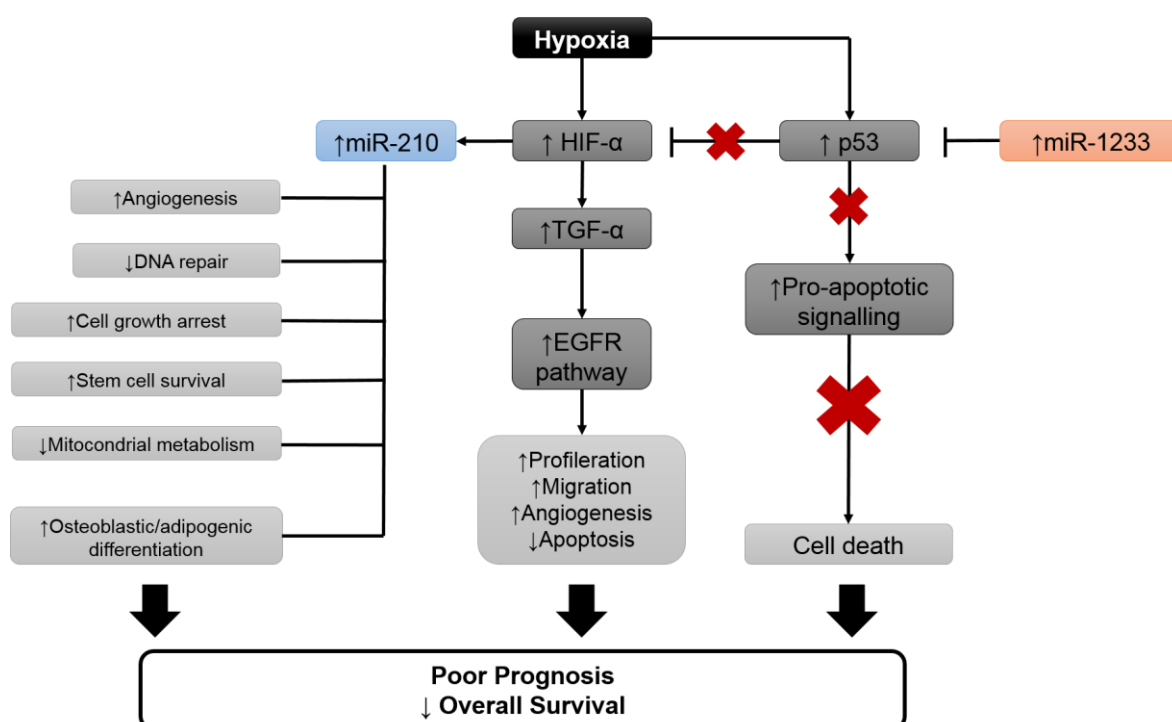 Hypoxia
↑miR-210
↑ HIF-α
↑ p53
↑miR-1233
↑Angiogenesis
↓DNA repair
↑Cell growth arrest
↑Stem cell survival
↓Mitocondrial metabolism
↑Osteoblastic/adipogenic
differentiation
↑TGF-α
↑EGFR
pathway
↑Profileration
↑Migration
↑Angiogenesis
↓Apoptosis
↑Pro-apoptotic
signalling
Cell death
Poor Prognosis
↓ Overall Survival